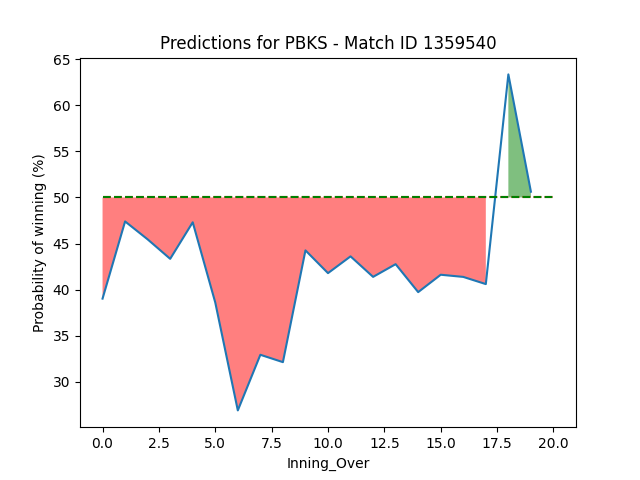 Predictions for PBKS - Match ID 1359540
Probability of winning (%)
65
60
55
50
45
40
35
30
0.0 2.5 5.0 7.5 10.0 12.5 15.0 17.5 20.0
Inning_Over